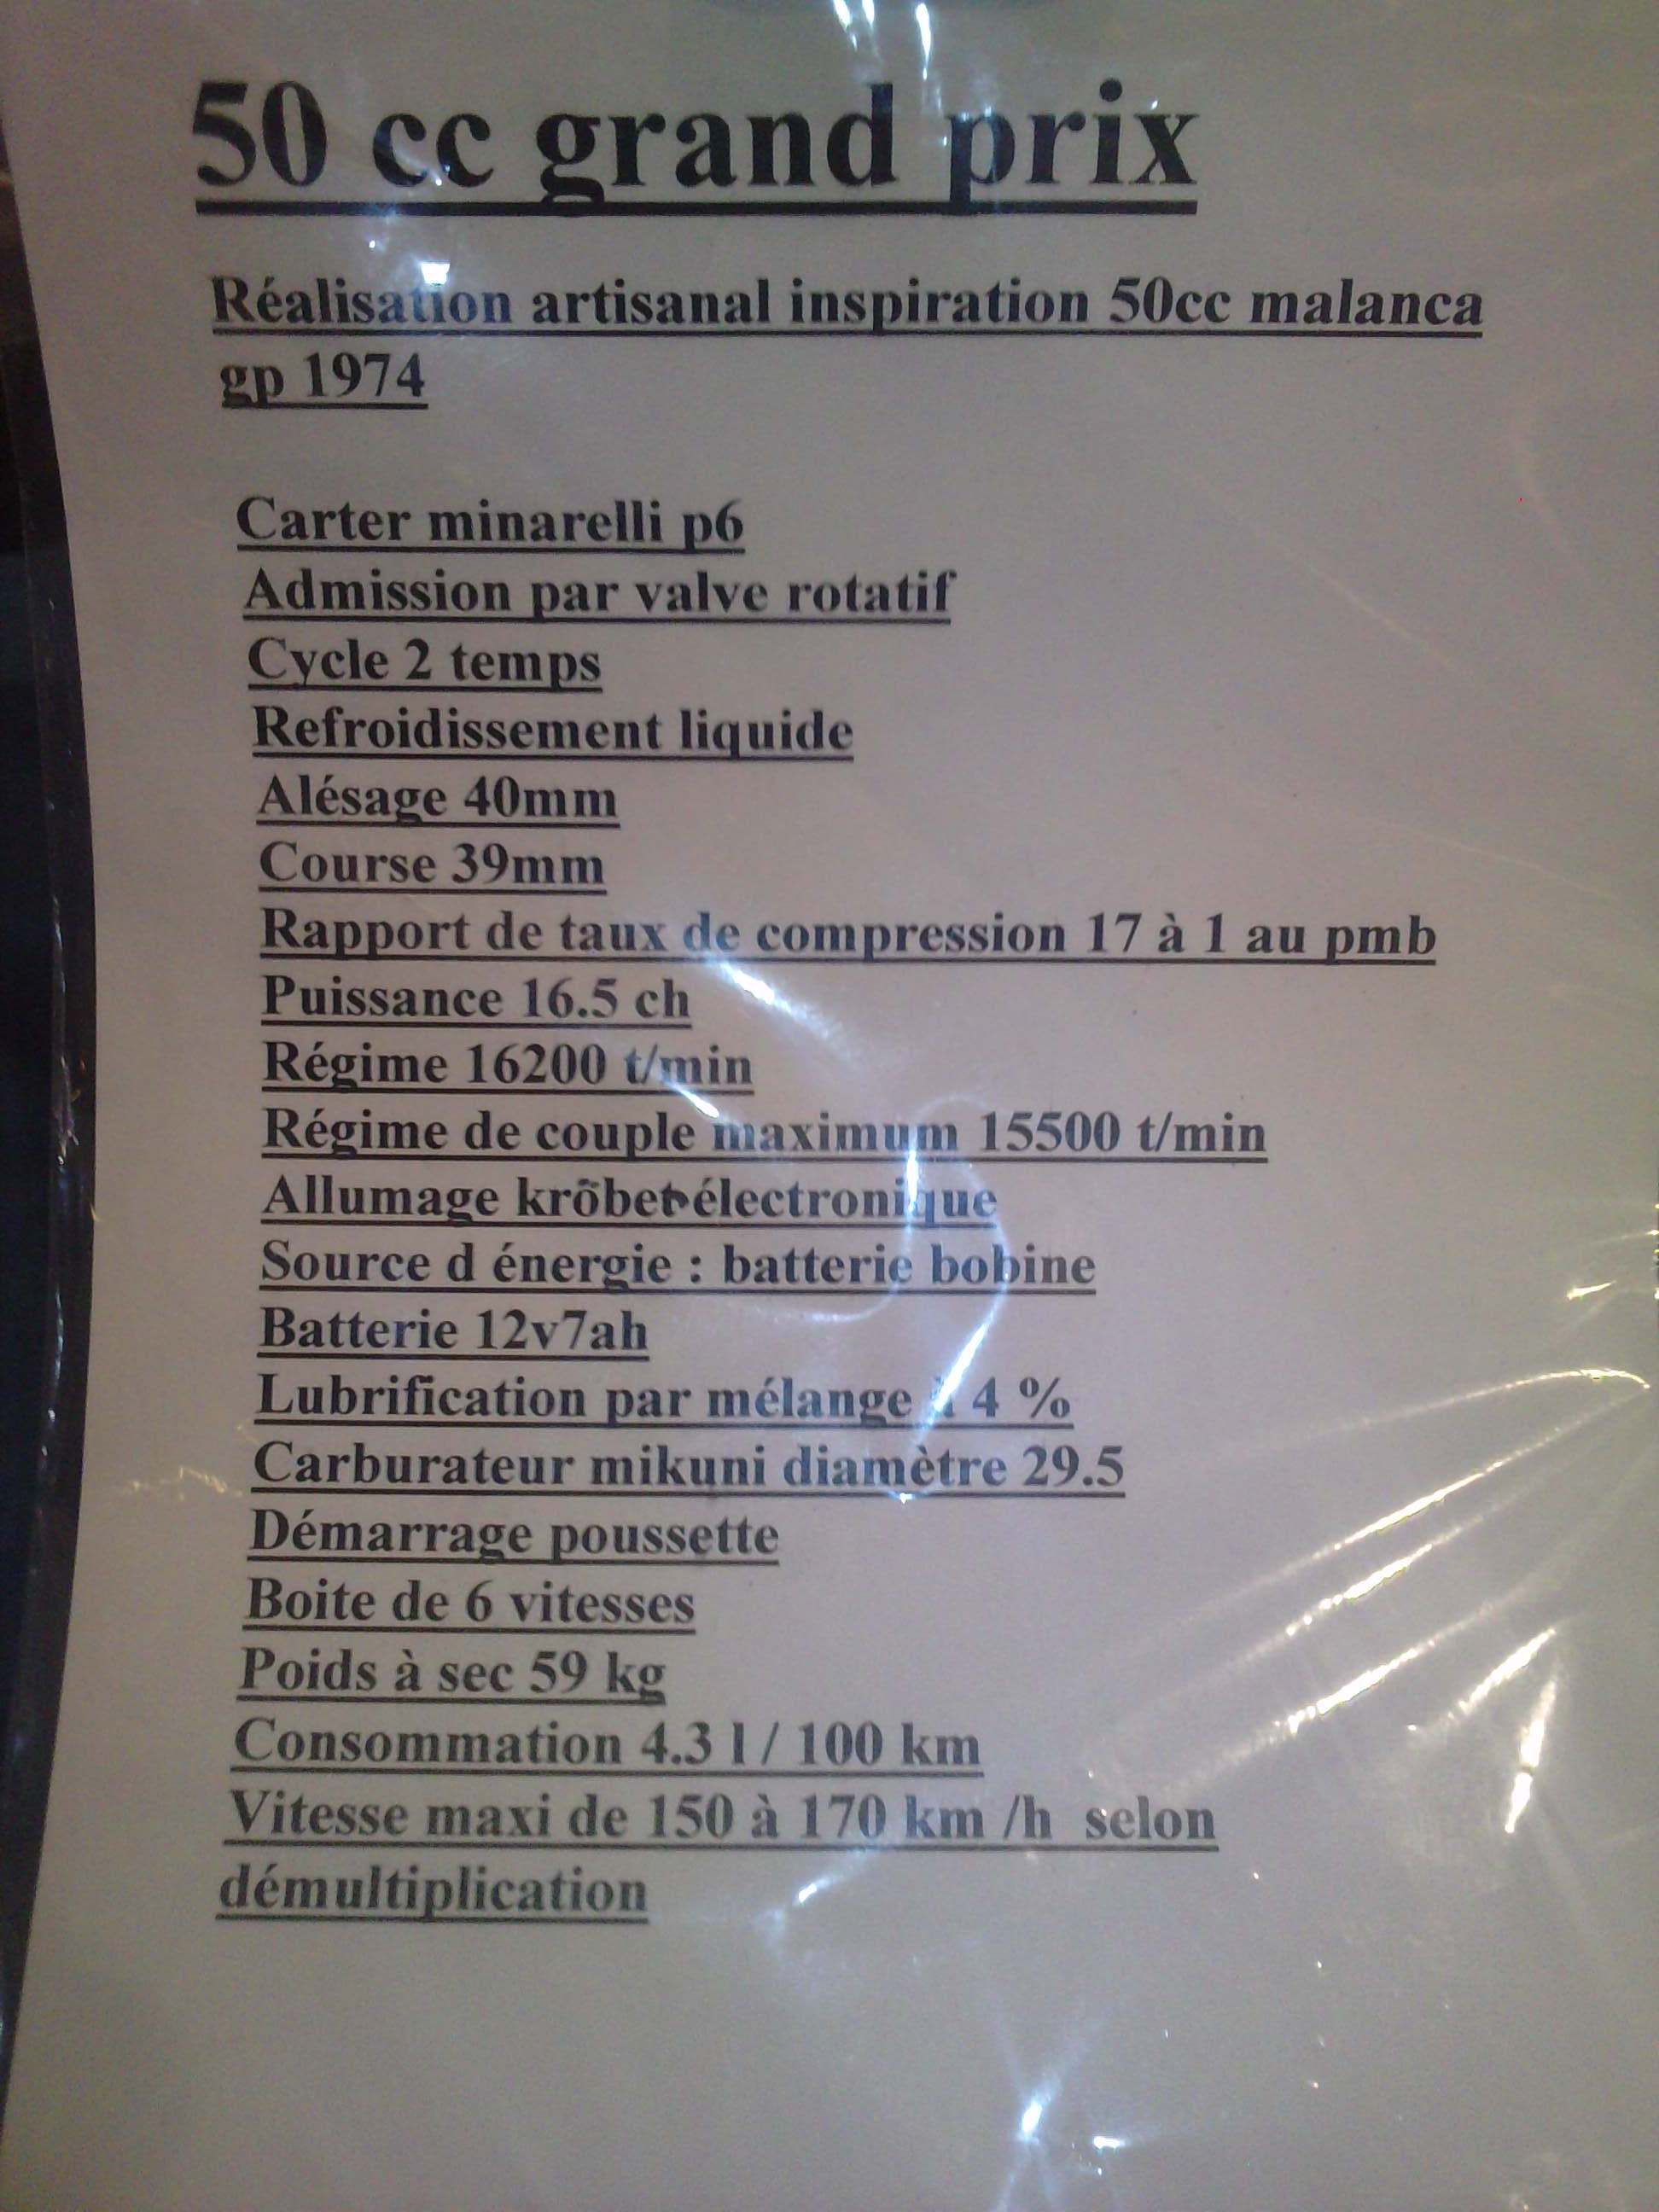 50 cc grand prix
Réalisation artisanal inspiration 50cc malanca
gp 1974
Carter minarelli p6
Admission par valve rotatif
Cycle 2 temps
Refroidissement liquide
Alésage 40mm
Course 39mm
Rapport de taux de compression 17 à 1 au pmb
Puissance 16.5 ch
Régime 16200 t/min
Régime de couple maximum 15500 t/min
Allumage électronique
Source d énergie : batterie bobine
Batterie 12v7ah
Lubrification par mélange à 4 %
Carburateur mikuni diamètre 29.5
Démarrage poussette
Boite de 6 vitesses
Poids à sec 59 kg
Consommation 4.3 l / 100 km
Vitesse maxi de 150 à 170 km /h selon
démultiplication